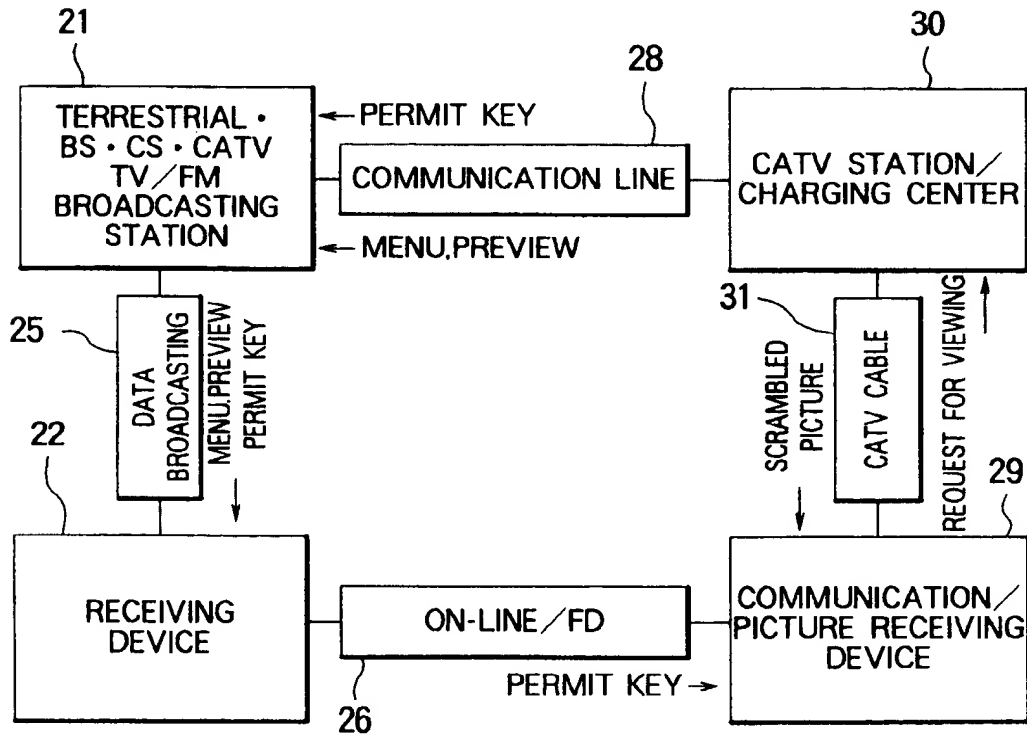 21
30
28
TERRESTRIAL・
BS・CS・CATV
TV／FM
BROADCASTING
STATION
← PERMIT KEY
COMMUNICATION LINE
← MENU,PREVIEW
CATV STATION／
CHARGING CENTER
25
DATA
BROADCASTING
MENU,PREVIEW
PERMIT KEY
31
SCRAMBLED
PICTURE
CATV CABLE
REQUEST FOR VIEWING
22
29
RECEIVING
DEVICE
ON-LINE／FD
COMMUNICATION／
PICTURE RECEIVING
DEVICE
26
PERMIT KEY →